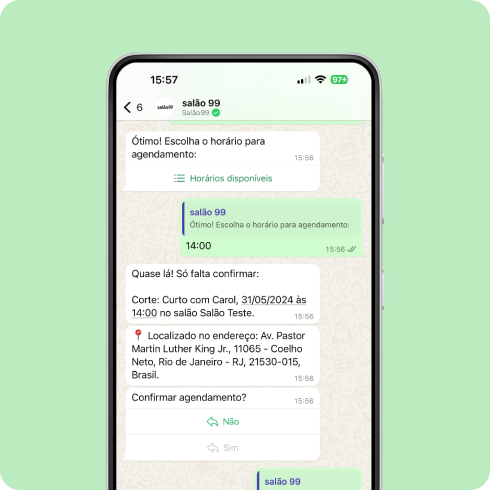 15:57
97
6
salão99
salão 99
Salão99
Ótimo! Escolha o horário para
agendamento:
15:56
Horários disponíveis
salão 99
Ótimo! Escolha o horário para agendamento:
14:00
15:56
Quase lá! Só falta confirmar:
Corte: Curto com Carol, 31/05/2024 às
14:00 no salão Salão Teste.
15:56
📍 Localizado no endereço: Av. Pastor
Martin Luther King Jr., 11065 - Coelho
Neto, Rio de Janeiro - RJ, 21530-015,
Brasil.
15:56
Confirmar agendamento?
15:56
Não
Sim
salão 99